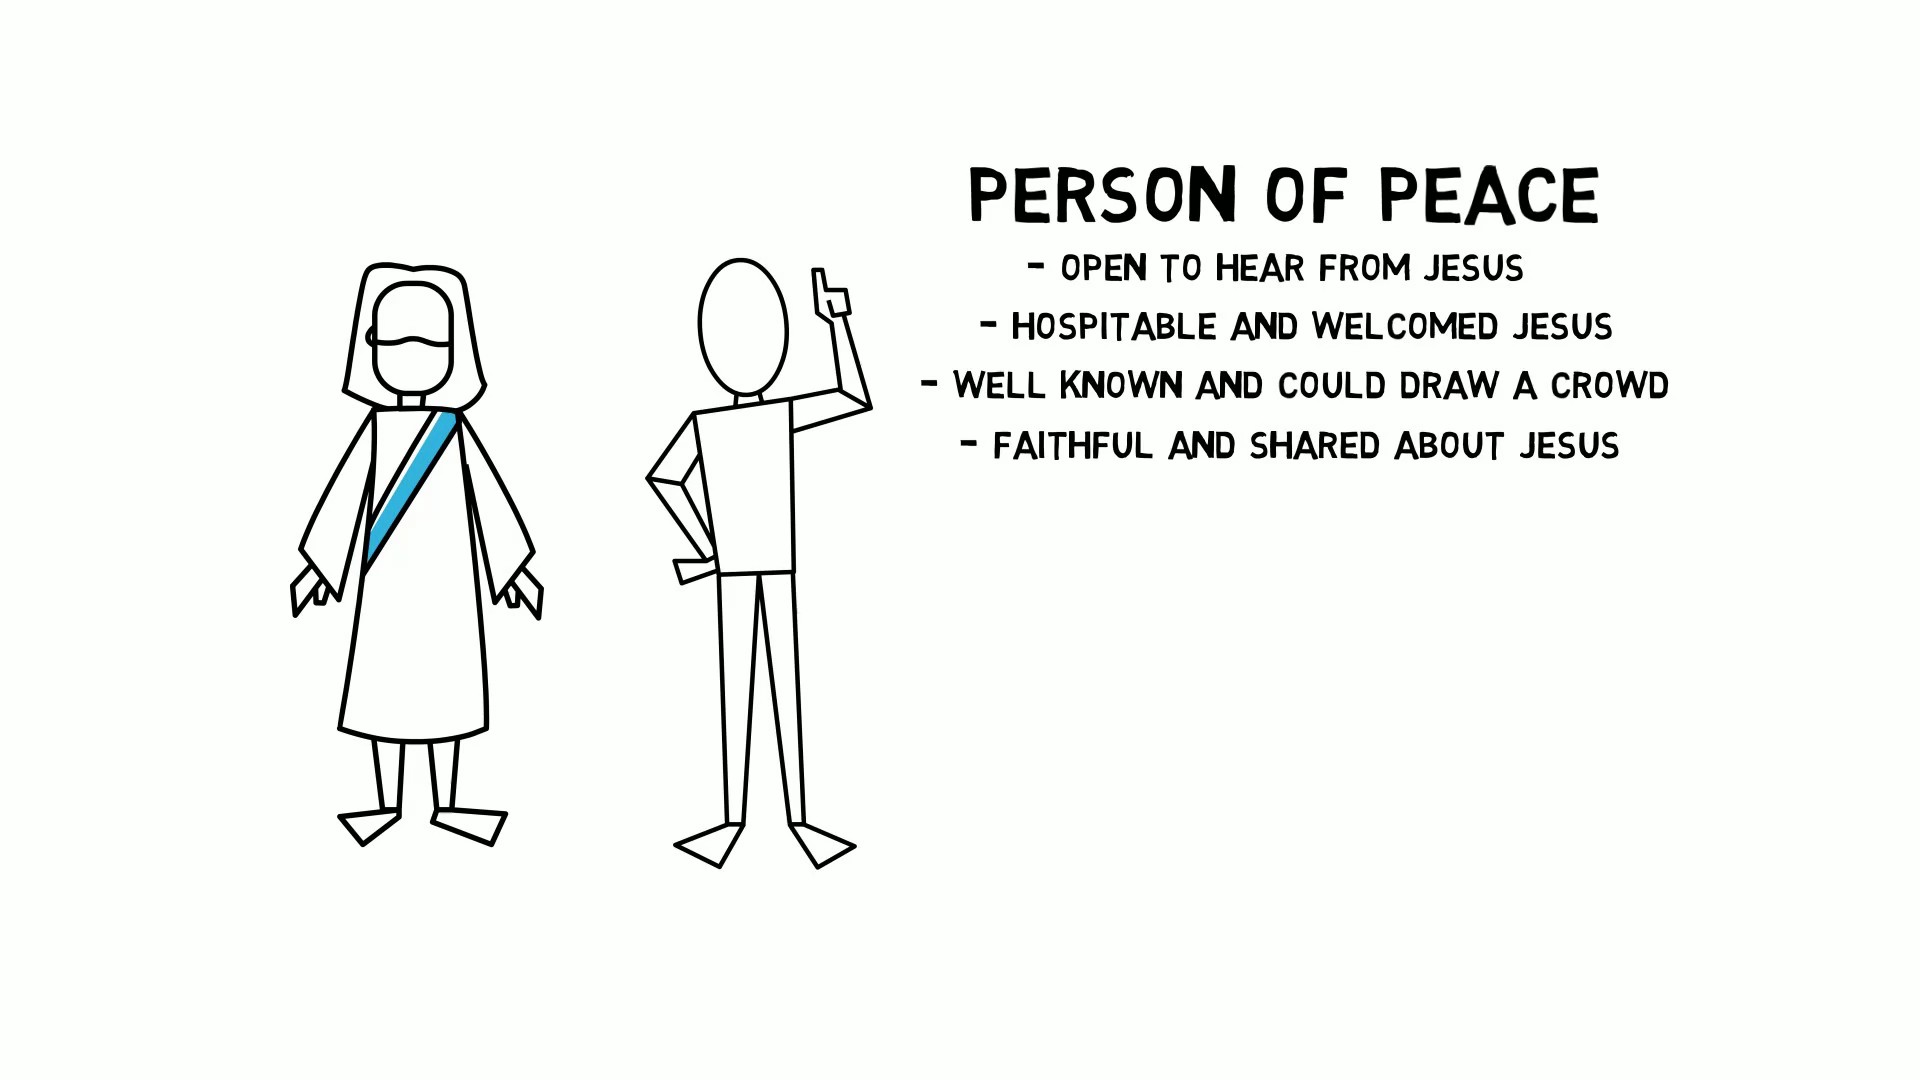 PERSON OF PEACE
- OPEN TO HEAR FROM JESUS
- HOSPITABLE AND WELCOMED JESUS
- WELL KNOWN AND COULD DRAW A CROWD
- FAITHFUL AND SHARED ABOUT JESUS